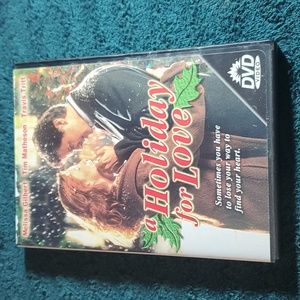 Melissa Gilbert Tim Matheson Travis Tritt
a Holiday
for Love
Sometimes you have
to lose your way to
find your heart.
DVD
VIDEO